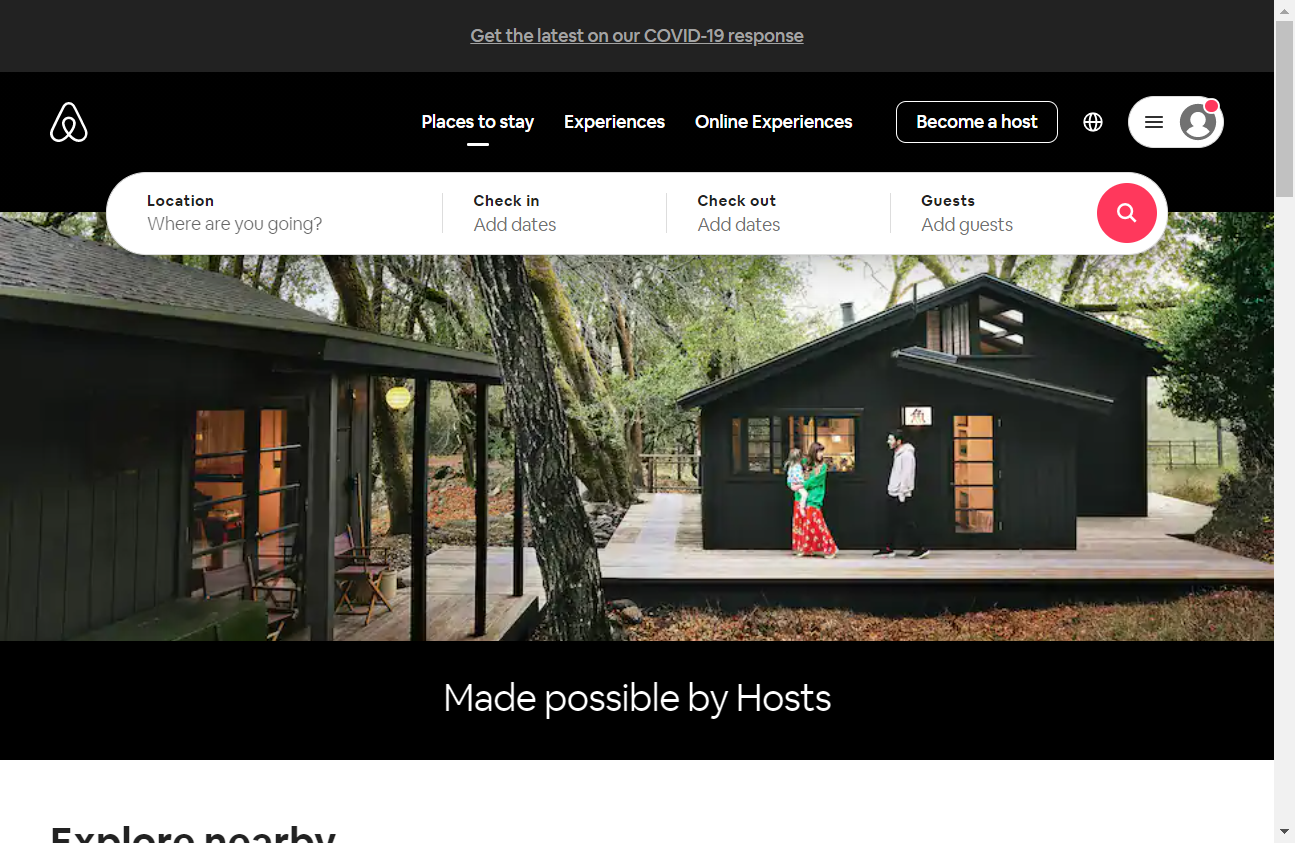 Get the latest on our COVID-19 response
Places to stay
Experiences
Online Experiences
Become a host
Location
Where are you going?
Check in
Add dates
Check out
Add dates
Guests
Add guests
魚
Made possible by Hosts
Explore nearby